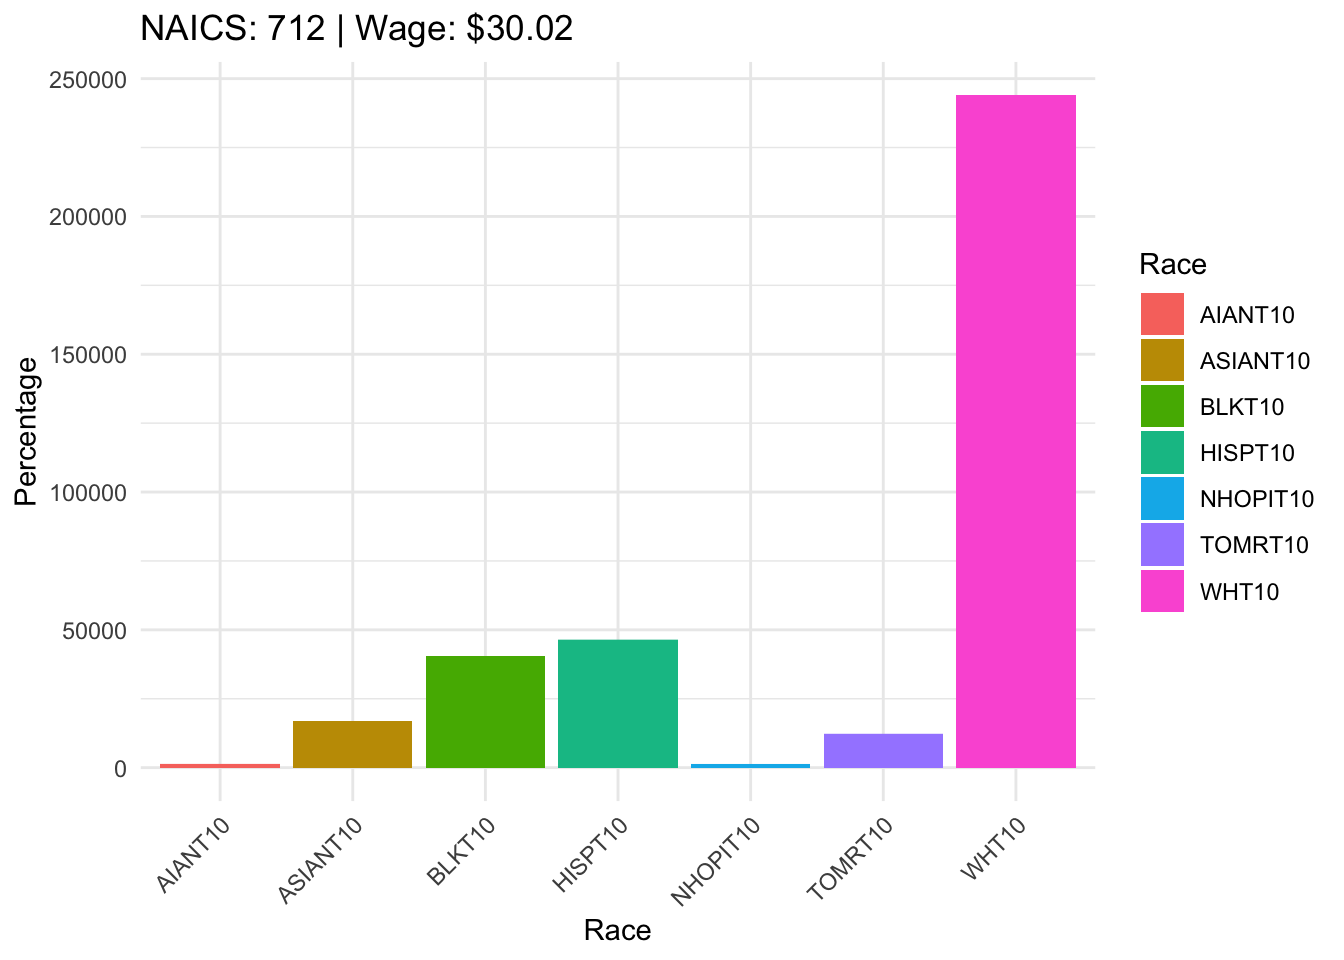 NAICS: 712 | Wage: $30.02
250000
200000
150000
100000
50000
0
Percentage
AIANT10
ASIANT10
BLKT10
HISPT10
NHOPIT10
TOMRT10
WHT10
Race
Race
AIANT10
ASIANT10
BLKT10
HISPT10
NHOPIT10
TOMRT10
WHT10